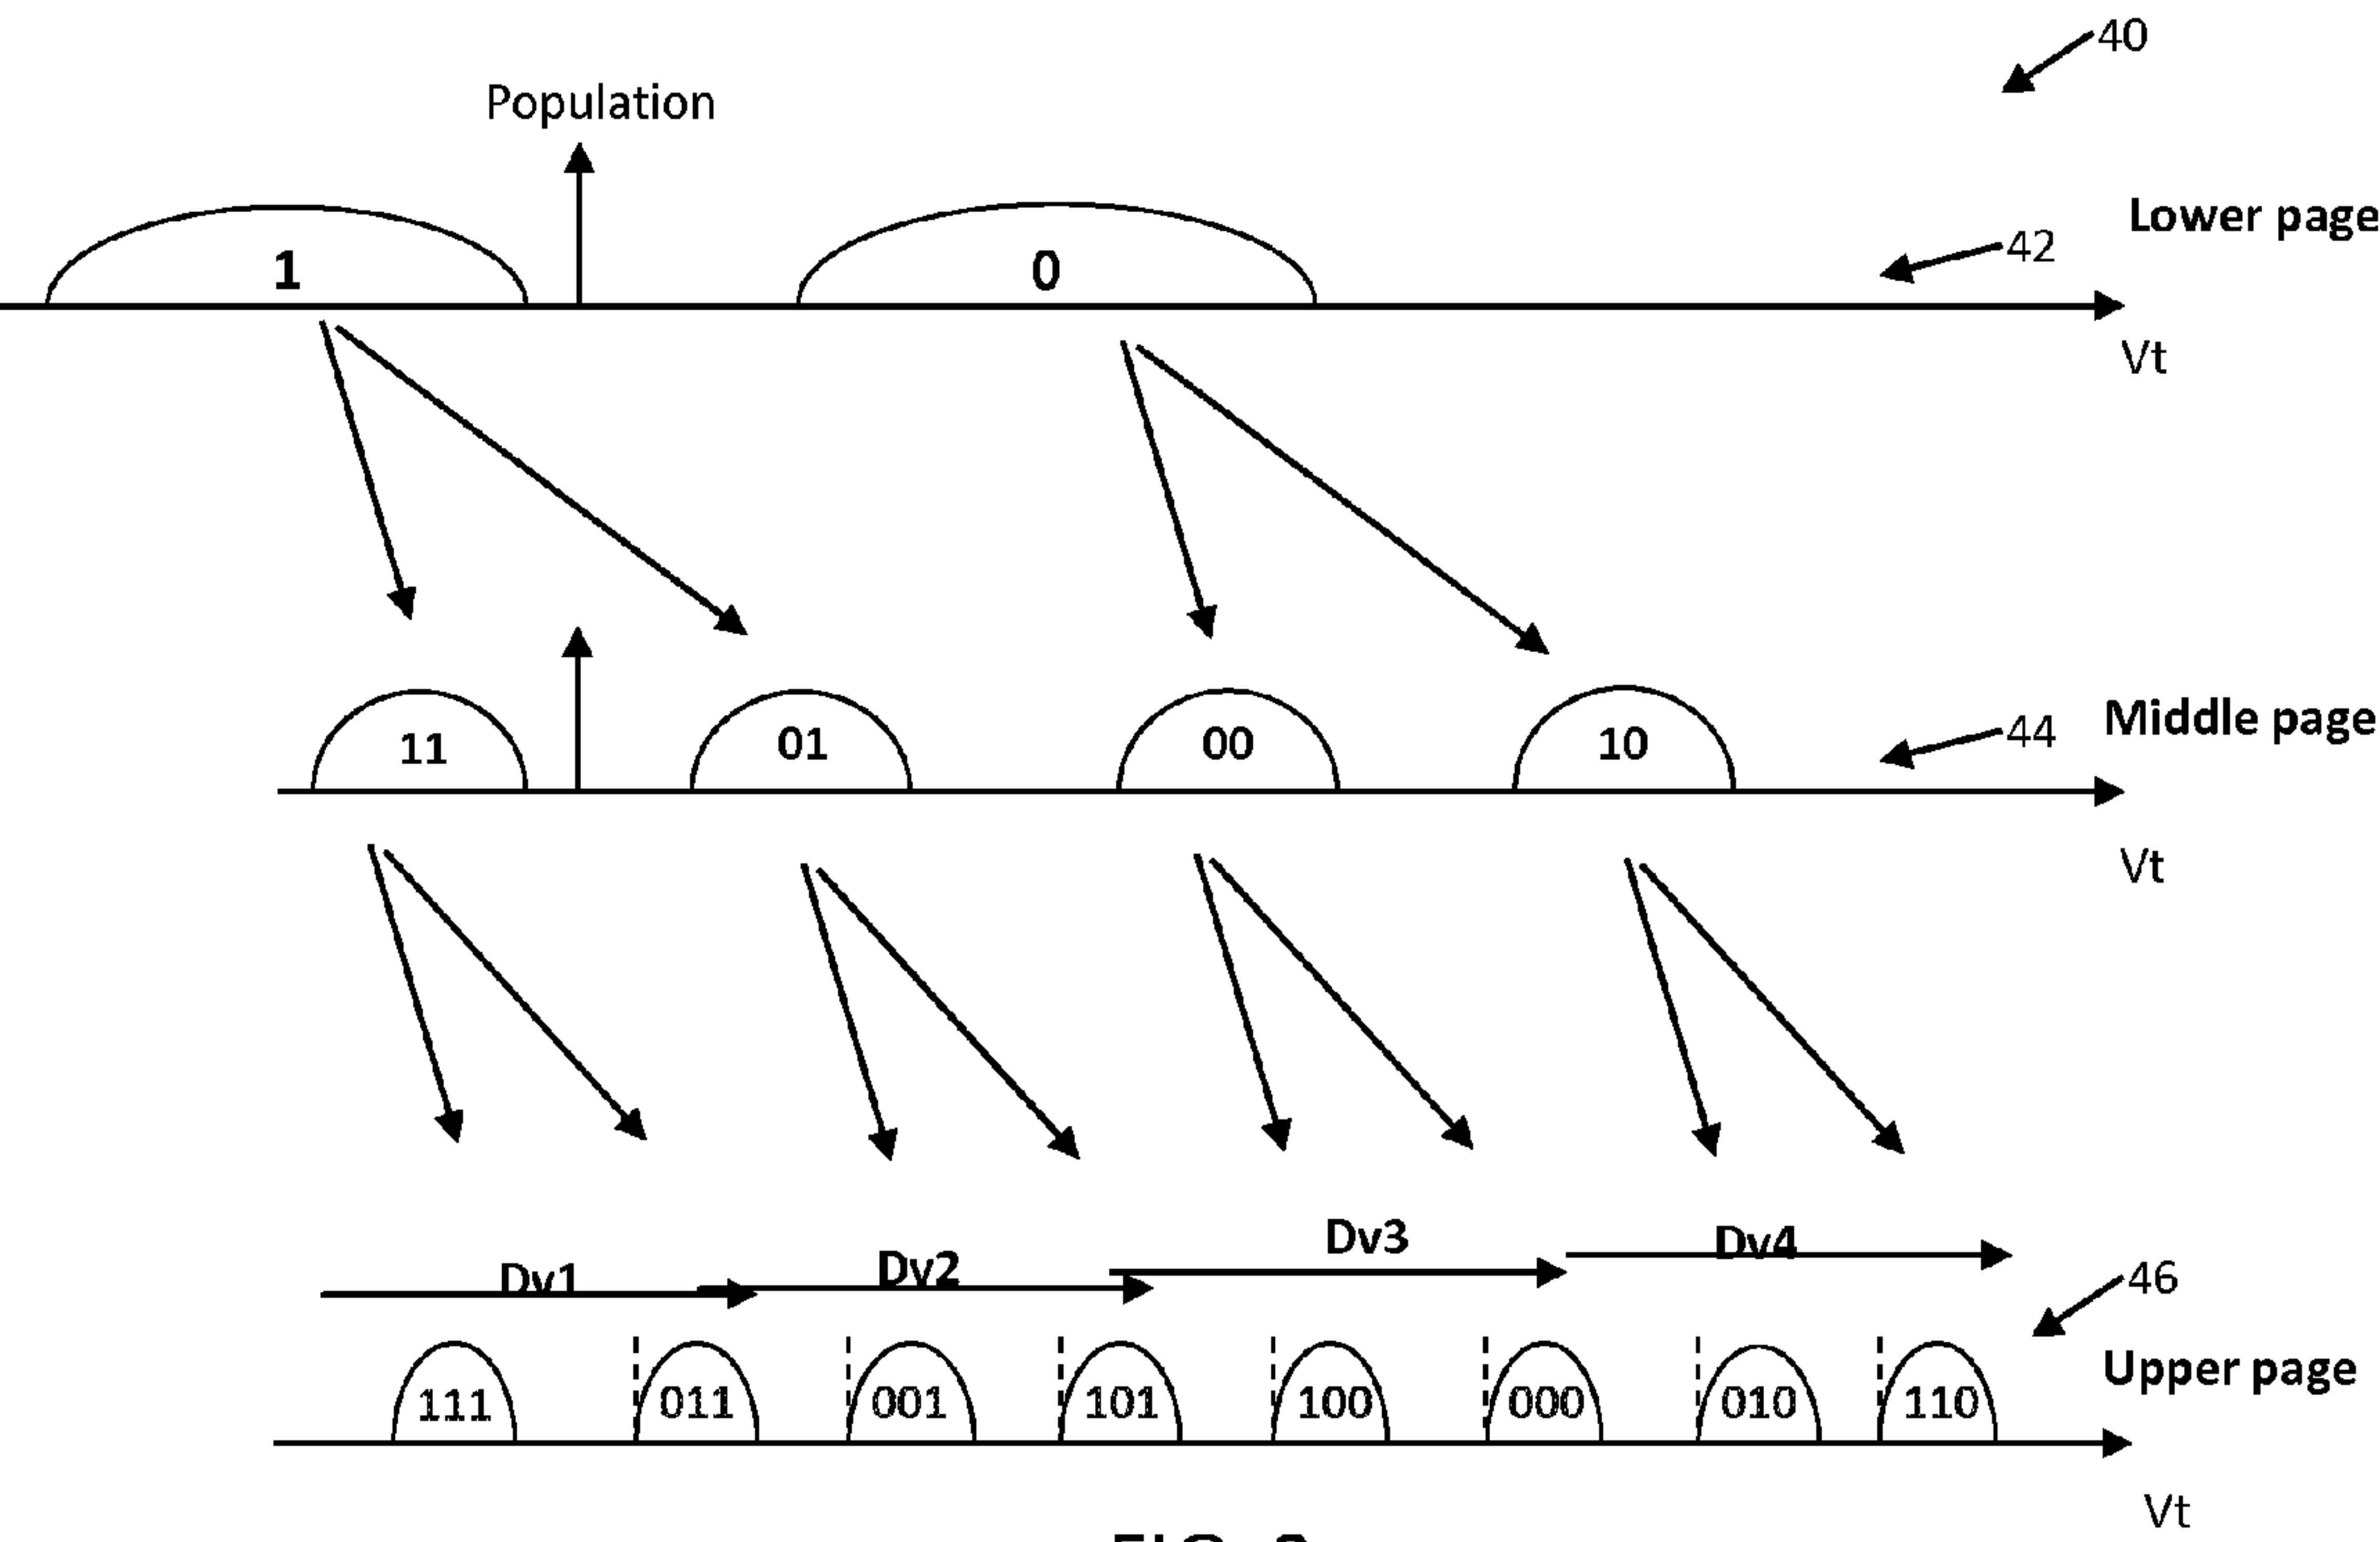 40
Population
Lower page
42
1
0
Vt
Middle page
44
11
01
00
10
Vt
Dv1
Dv2
Dv3
Dv4
46
Upper page
111
011
001
101
100
000
010
110
Vt